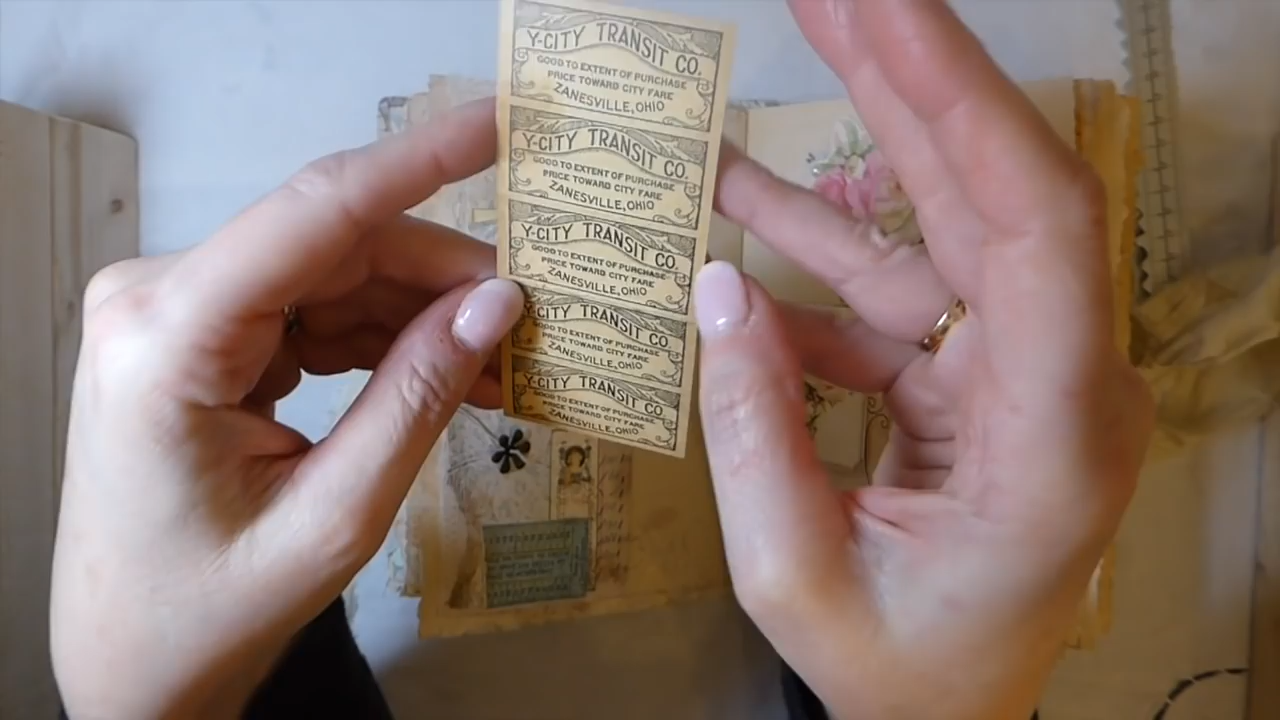 Y-CITY TRANSIT CO.
GOOD TO EXTENT OF PURCHASE
PRICE TOWARD CITY FARE
ZANESVILLE, OHIO
Y-CITY TRANSIT CO.
GOOD TO EXTENT OF PURCHASE
PRICE TOWARD CITY FARE
ZANESVILLE, OHIO
Y-CITY TRANSIT CO.
GOOD TO EXTENT OF PURCHASE
PRICE TOWARD CITY FARE
ZANESVILLE, OHIO
Y-CITY TRANSIT CO.
GOOD TO EXTENT OF PURCHASE
PRICE TOWARD CITY FARE
ZANESVILLE, OHIO
Y-CITY TRANSIT CO.
GOOD TO EXTENT OF PURCHASE
PRICE TOWARD CITY FARE
ZANESVILLE, OHIO